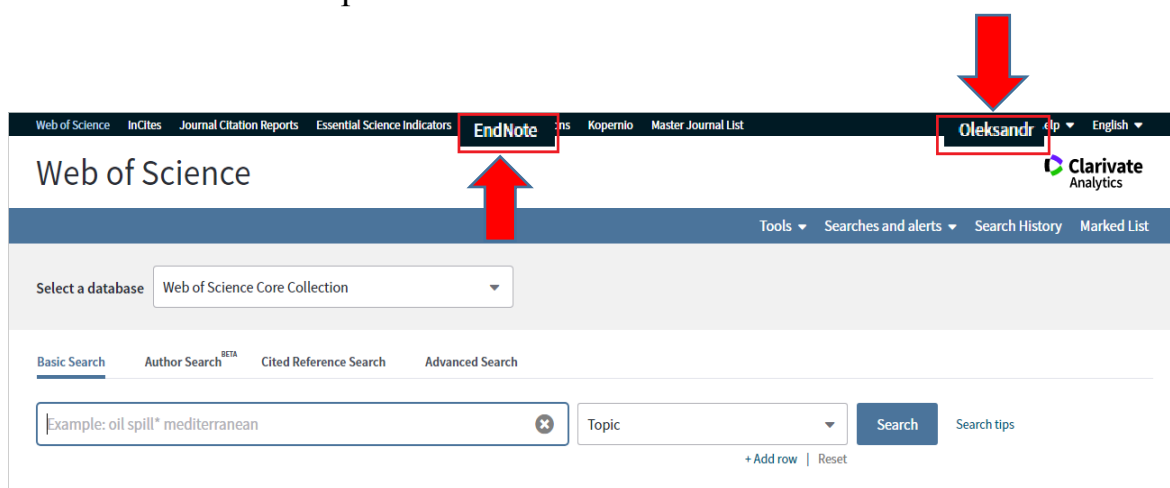 Web of Science InCites Journal Citation Reports Essential Science Indicators EndNote Kopernio Master Journal List Oleksandr English
Web of Science
Clarivate
Analytics
Tools Searches and alerts Search History Marked List
Select a database Web of Science Core Collection
Basic Search Author Search BETA Cited Reference Search Advanced Search
Example: oil spill* mediterranean Topic Search Search tips
+ Add row | Reset